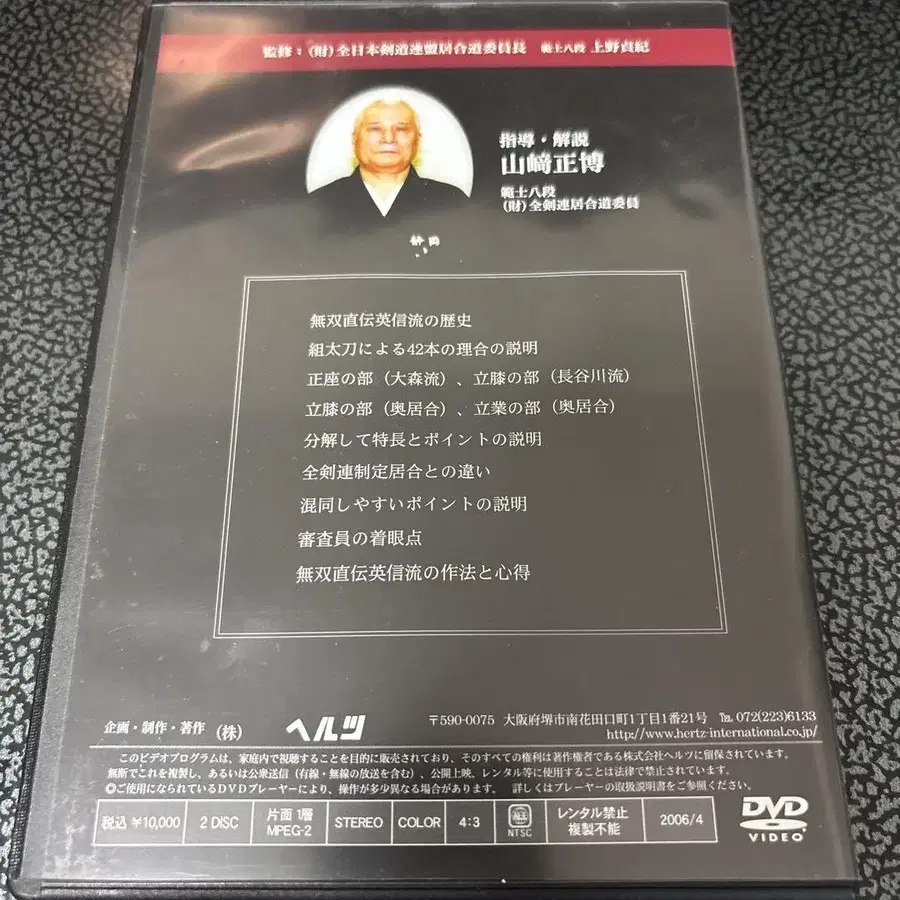 監修：（財）全日本剣道連盟居合道委員長 範士八段 上野貞紀
指導・解説
山﨑正博
範士八段
（財）全剣連居合道委員
無双直伝英信流の歴史
組太刀による42本の理合の説明
正座の部（大森流）、立膝の部（長谷川流）
立膝の部（奥居合）、立業の部（奥居合）
分解して特長とポイントの説明
全剣連制定居合との違い
混同しやすいポイントの説明
審査員の着眼点
無双直伝英信流の作法と心得
企画・制作・著作 （株） ヘルツ 〒590-0075 大阪府堺市南花田口町1丁目1番21号 ℡ 072(223)6133
http://www.hertz-international.co.jp/
このビデオプログラムは、家庭内で視聴することを目的に販売されており、そのすべての権利は著作権者である株式会社ヘルツに留保されています。
無断でこれを複製し、あるいは公衆送信（有線・無線の放送を含む）、公開上映、レンタル等に使用することは法律で禁止されています。
◎ご使用になられているDVDプレーヤーにより、操作が多少異なる場合があります。 詳しくはプレーヤーの取扱説明書をご参照ください。
税込 ¥10,000 2 DISC 片面 1層 MPEG-2 STEREO COLOR 4:3 ALL NTSC レンタル禁止 複製不能 2006/4 DVD VIDEO